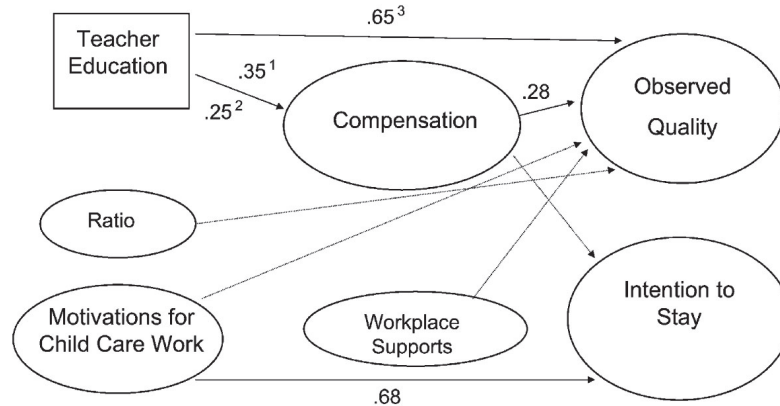 .65³
Teacher
Education
.35¹
.25²
Compensation
.28
Observed
Quality
Ratio
Motivations for
Child Care Work
Workplace
Supports
Intention to
Stay
.68